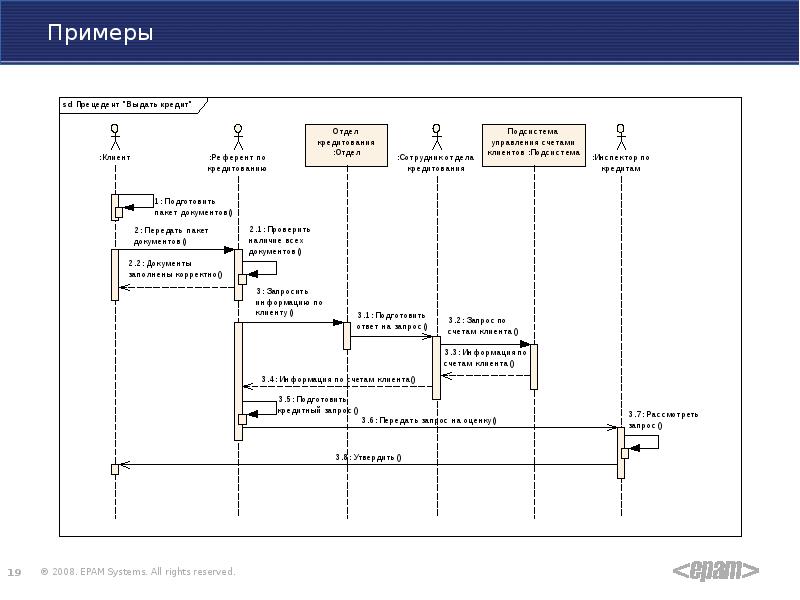 Примеры
sd Прецедент "Выдать кредит"
:Клиент
:Референт по
кредитованию
Отдел
кредитования
:Отдел
:Сотрудник отдела
кредитования
Подсистема
управления счетами
клиентов :Подсистема
:Инспектор по
кредитам
1: Подготовить
пакет документов()
2: Передать пакет
документов()
2.1: Проверить
наличие всех
документов()
2.2: Документы
заполнены корректно()
3: Запросить
информацию по
клиенту()
3.1: Подготовить
ответ на запрос()
3.2: Запрос по
счетам клиента()
3.3: Информация по
счетам клиента()
3.4: Информация по счетам клиента()
3.5: Подготовить
кредитный запрос()
3.6: Передать запрос на оценку()
3.7: Рассмотреть
запрос()
3.8: Утвердить()
19
© 2008. EPAM Systems. All rights reserved.
<epam>